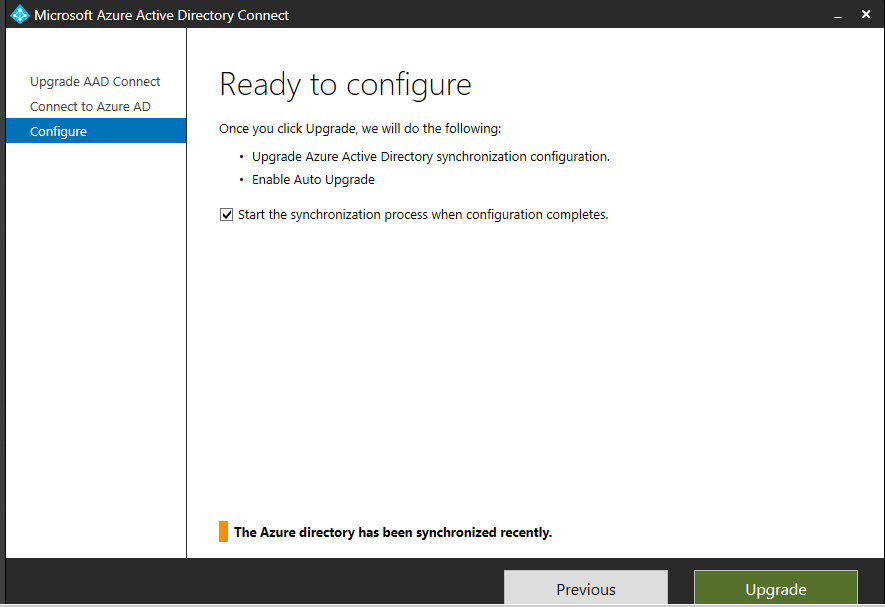 Microsoft Azure Active Directory Connect
Upgrade AAD Connect
Connect to Azure AD
Configure
Ready to configure
Once you click Upgrade, we will do the following:
• Upgrade Azure Active Directory synchronization configuration.
• Enable Auto Upgrade
Start the synchronization process when configuration completes.
The Azure directory has been synchronized recently.
Previous
Upgrade